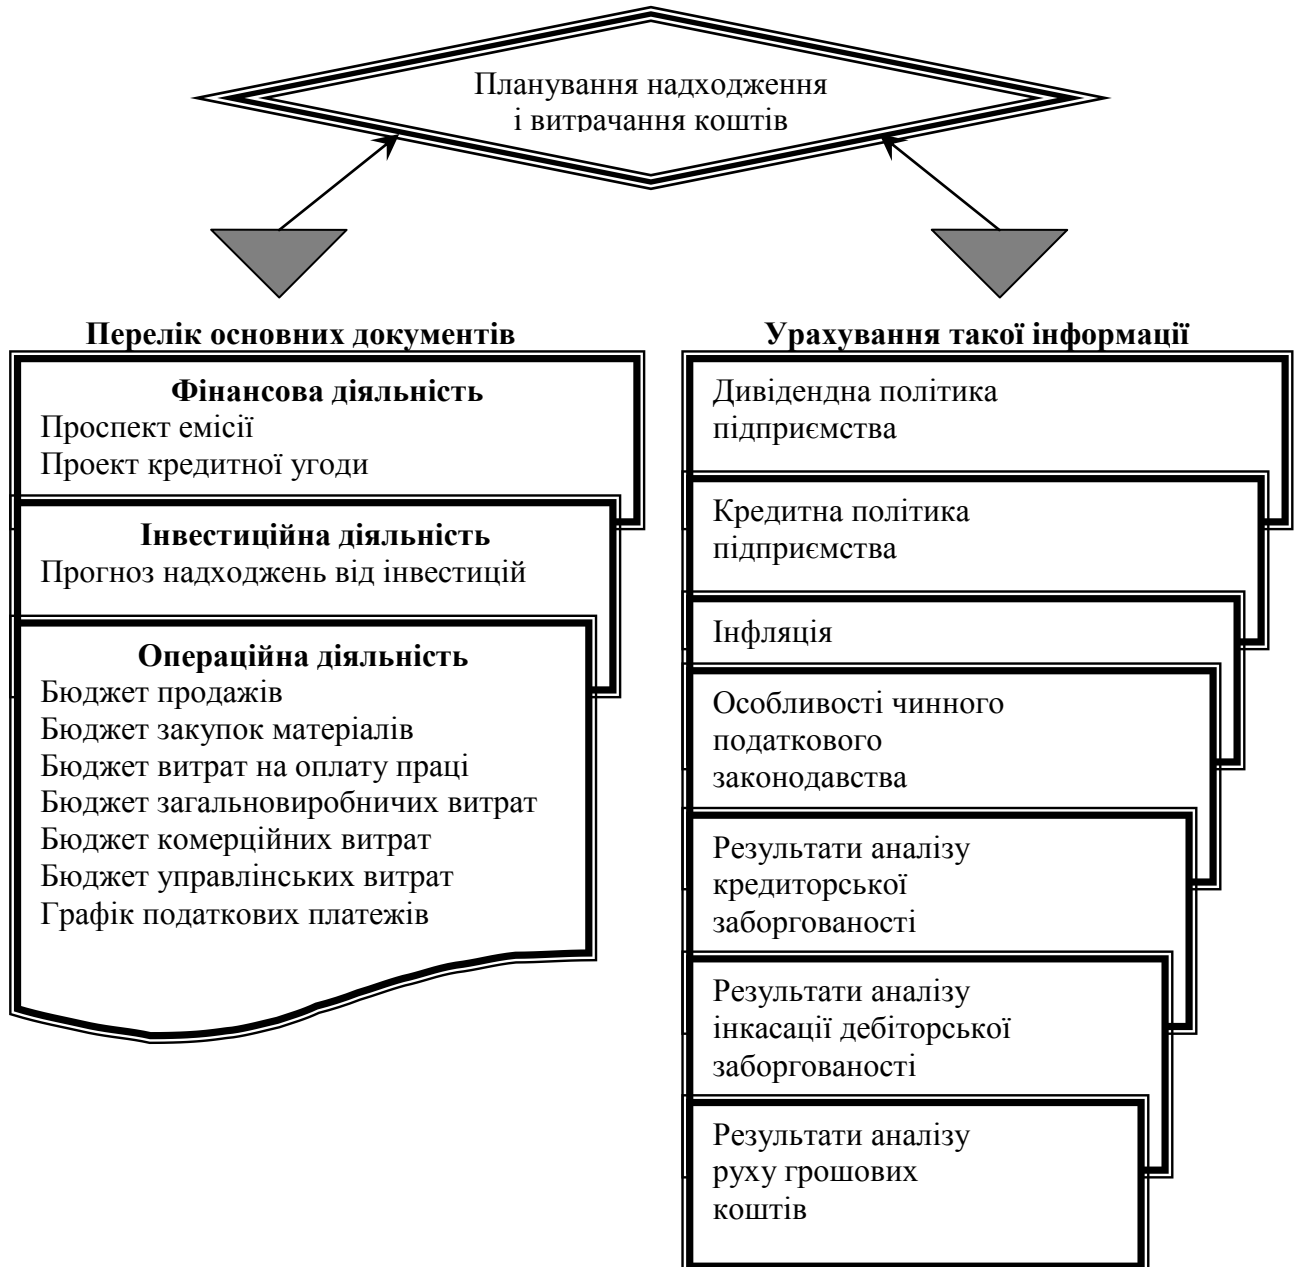 Планування надходження
і витрачання коштів
Перелік основних документів
Фінансова діяльність
Проспект емісії
Проект кредитної угоди
Інвестиційна діяльність
Прогноз надходжень від інвестицій
Операційна діяльність
Бюджет продажів
Бюджет закупок матеріалів
Бюджет витрат на оплату праці
Бюджет загальновиробничих витрат
Бюджет комерційних витрат
Бюджет управлінських витрат
Графік податкових платежів
Урахування такої інформації
Дивідендна політика
підприємства
Кредитна політика
підприємства
Інфляція
Особливості чинного
податкового
законодавства
Результати аналізу
кредиторської
заборгованості
Результати аналізу
інкасації дебіторської
заборгованості
Результати аналізу
руху грошових
коштів